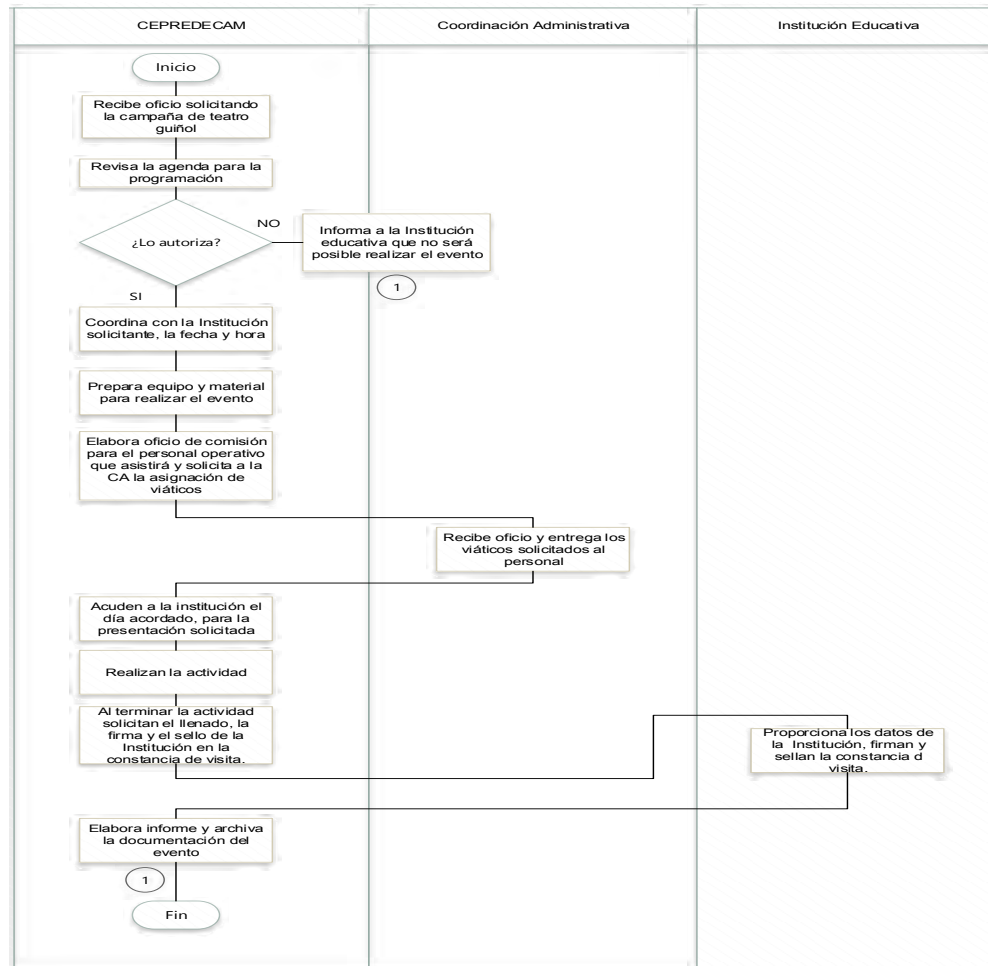 CEPREDECAM
Coordinación Administrativa
Institución Educativa
Inicio
Recibe oficio solicitando
la campaña de teatro
guiñol
Revisa la agenda para la
programación
¿Lo autoriza?
NO
Informa a la Institución
educativa que no será
posible realizar el evento
1
SI
Coordina con la Institución
solicitante, la fecha y hora
Prepara equipo y material
para realizar el evento
Elabora oficio de comisión
para el personal operativo
que asistirá y solicita a la
CA la asignación de
viáticos
Recibe oficio y entrega los
viáticos solicitados al
personal
Acuden a la institución el
día acordado, para la
presentación solicitada
Realizan la actividad
Al terminar la actividad
solicitan el llenado, la
firma y el sello de la
Institución en la
constancia de visita.
Proporciona los datos de
la Institución, firman y
sellan la constancia d
visita.
Elabora informe y archiva
la documentación del
evento
1
Fin